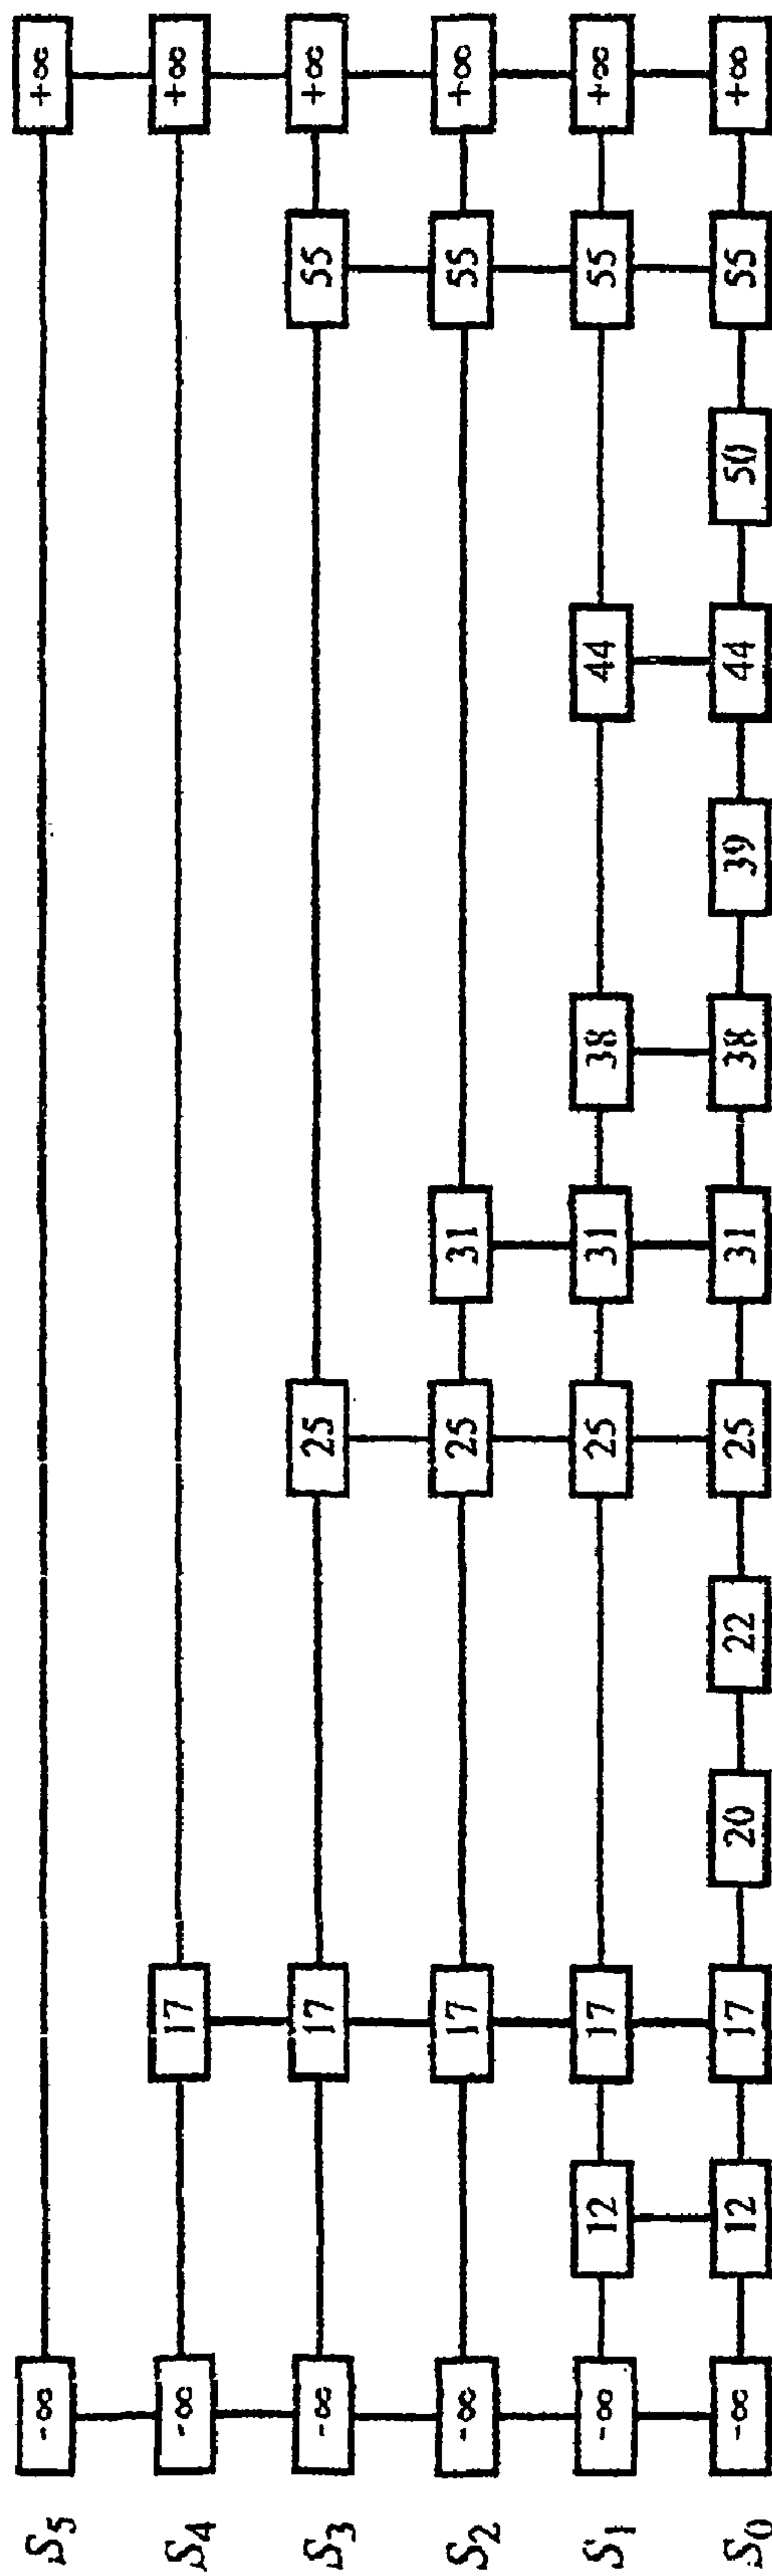 S5 -∞ +∞
S4 -∞ 17 +∞
S3 -∞ 17 25 55 +∞
S2 -∞ 17 25 31 55 +∞
S1 -∞ 12 17 25 31 38 44 55 +∞
S0 -∞ 12 17 20 22 25 31 38 39 44 50 55 +∞